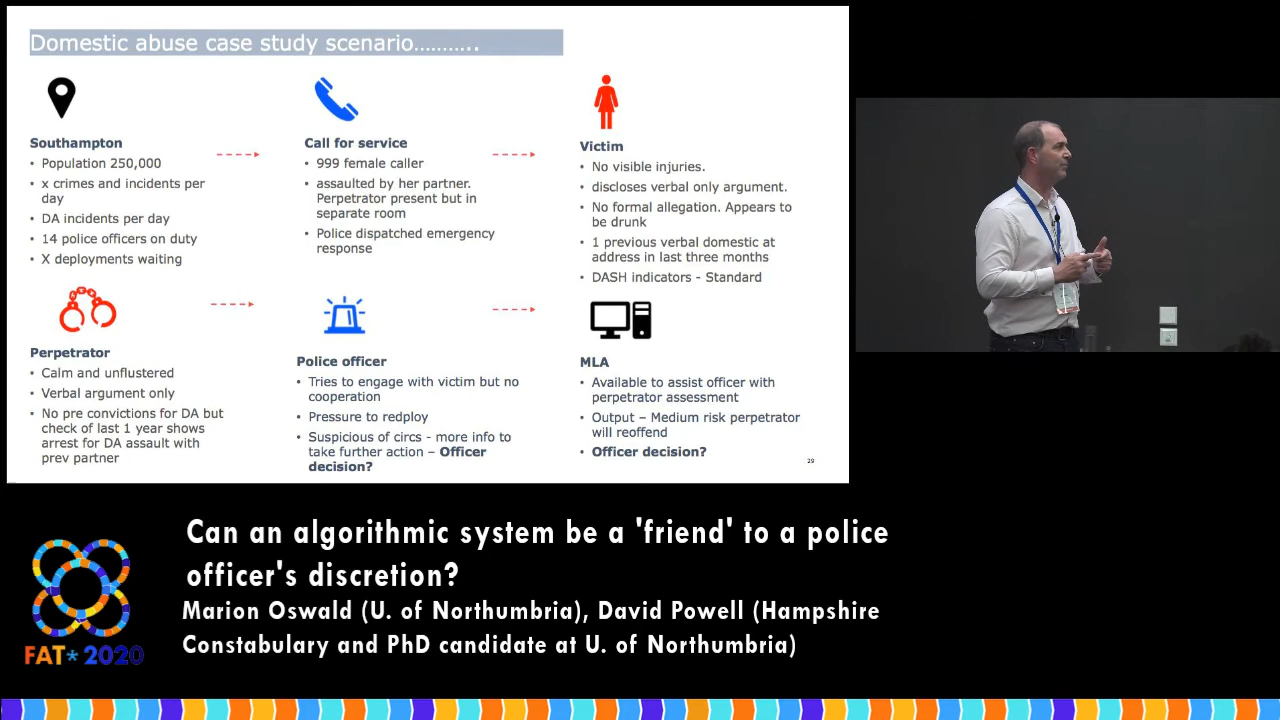 Domestic abuse case study scenario...........
Southampton
• Population 250,000
• x crimes and incidents per
day
• DA incidents per day
• 14 police officers on duty
• X deployments waiting
Call for service
• 999 female caller
• assaulted by her partner.
Perpetrator present but in
separate room
• Police dispatched emergency
response
Victim
• No visible injuries.
• discloses verbal only argument.
• No formal allegation. Appears to
be drunk
• 1 previous verbal domestic at
address in last three months
• DASH indicators - Standard
Perpetrator
• Calm and unflustered
• Verbal argument only
• No pre convictions for DA but
check of last 1 year shows
arrest for DA assault with
prev partner
Police officer
• Tries to engage with victim but no
cooperation
• Pressure to redploy
• Suspicious of circs - more info to
take further action – Officer
decision?
MLA
• Available to assist officer with
perpetrator assessment
• Output – Medium risk perpetrator
will reoffend
• Officer decision?
29
Can an algorithmic system be a 'friend' to a police
officer's discretion?
Marion Oswald (U. of Northumbria), David Powell (Hampshire
Constabulary and PhD candidate at U. of Northumbria)
FAT* 2020